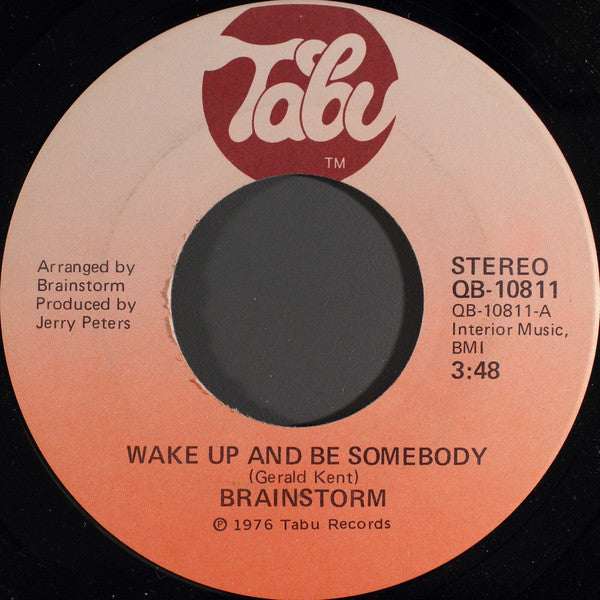 Tabu
TM
Arranged by
Brainstorm
Produced by
Jerry Peters
STEREO
QB-10811
QB-10811-A
Interior Music,
BMI
3:48
WAKE UP AND BE SOMEBODY
(Gerald Kent)
BRAINSTORM
℗ 1976 Tabu Records